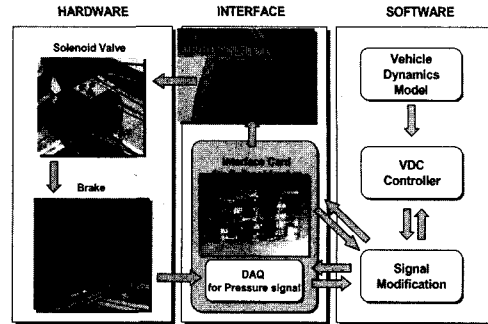 HARDWARE
INTERFACE
SOFTWARE
Solenoid Valve
Brake
Interface Card
DAQ
for Pressure signal
Vehicle
Dynamics
Model
VDC
Controller
Signal
Modification